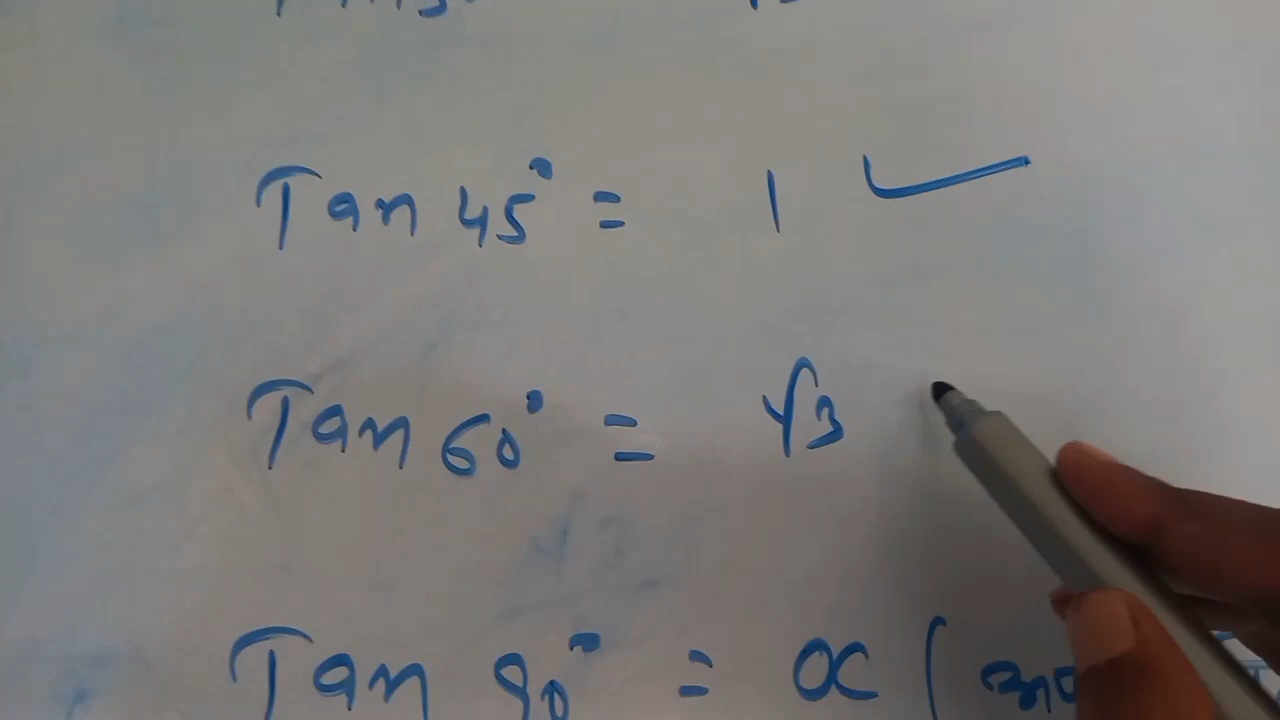 Tan 45° = 1
Tan 60° = √3
Tan 90° = ∝ (